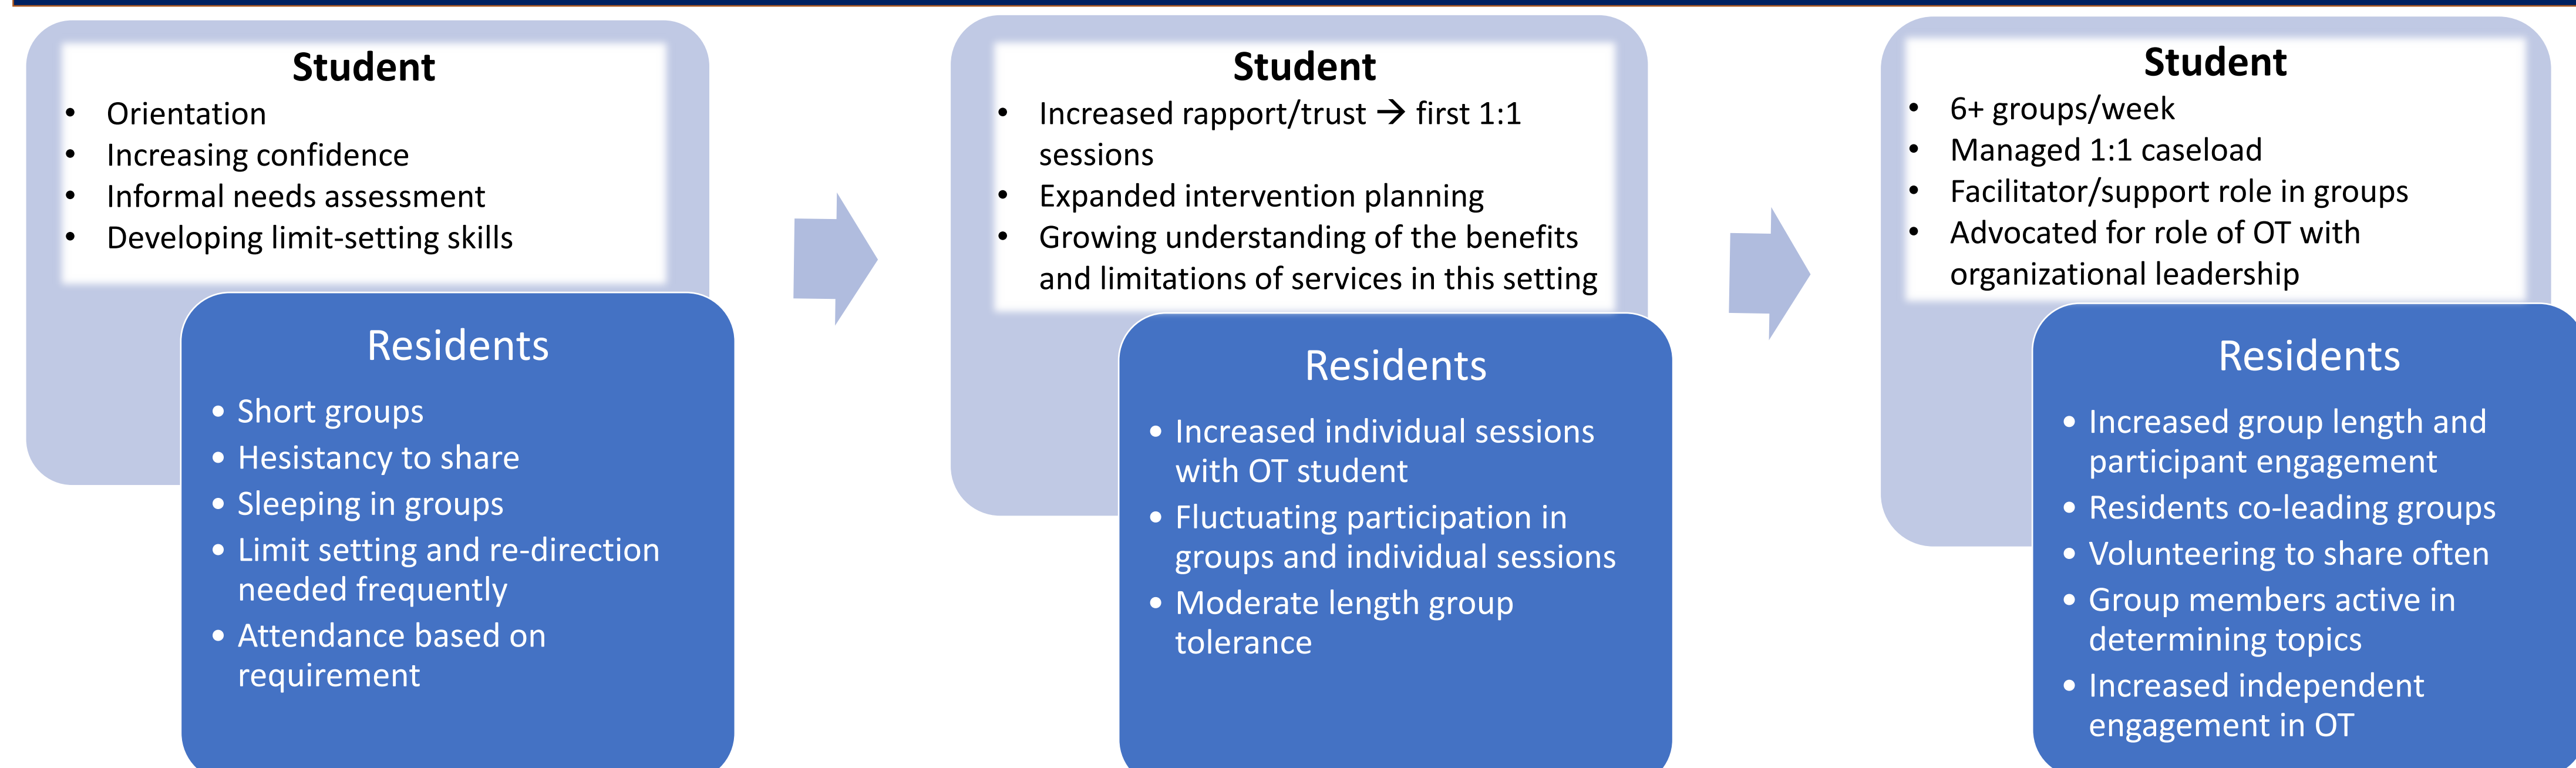 Student
• Orientation
• Increasing confidence
• Informal needs assessment
• Developing limit-setting skills
Residents
• Short groups
• Hesistancy to share
• Sleeping in groups
• Limit setting and re-direction
needed frequently
• Attendance based on
requirement
Student
• Increased rapport/trust → first 1:1
sessions
• Expanded intervention planning
• Growing understanding of the benefits
and limitations of services in this setting
Residents
• Increased individual sessions
with OT student
• Fluctuating participation in
groups and individual sessions
• Moderate length group
tolerance
Student
• 6+ groups/week
• Managed 1:1 caseload
• Facilitator/support role in groups
• Advocated for role of OT with
organizational leadership
Residents
• Increased group length and
participant engagement
• Residents co-leading groups
• Volunteering to share often
• Group members active in
determining topics
• Increased independent
engagement in OT